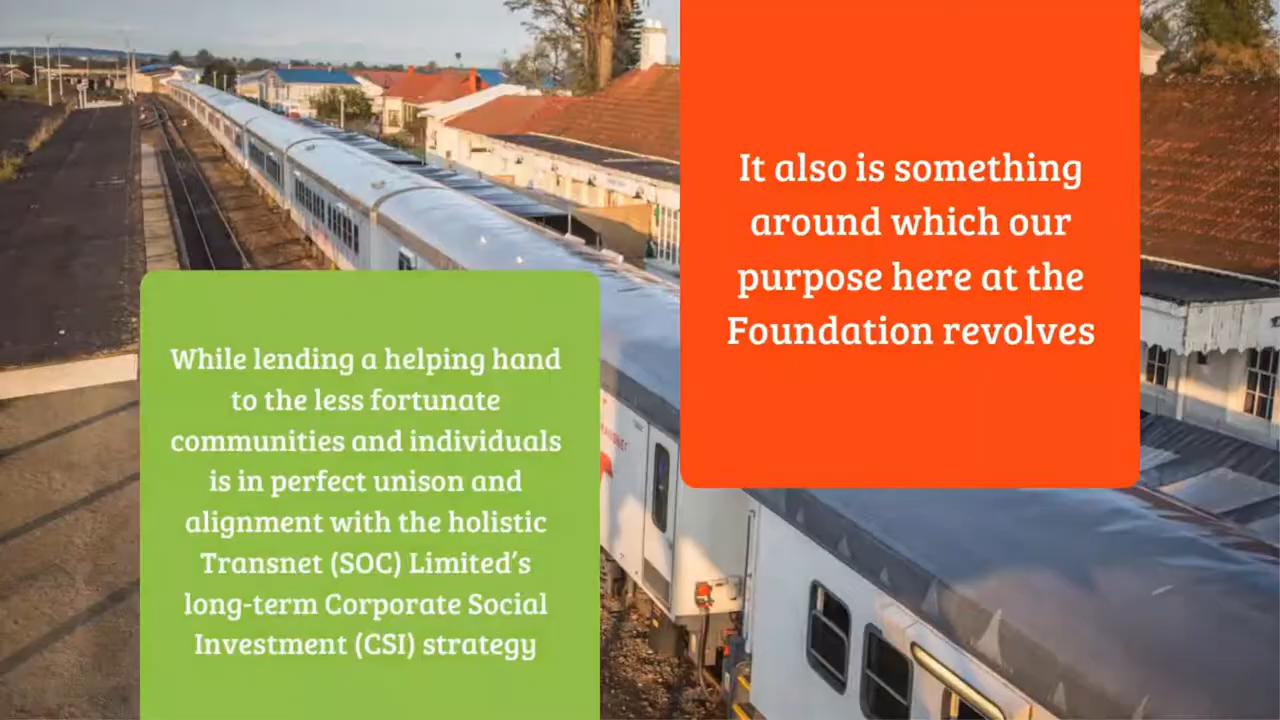 While lending a helping hand
to the less fortunate
communities and individuals
is in perfect unison and
alignment with the holistic
Transnet (SOC) Limited's
long-term Corporate Social
Investment (CSI) strategy
It also is something
around which our
purpose here at the
Foundation revolves